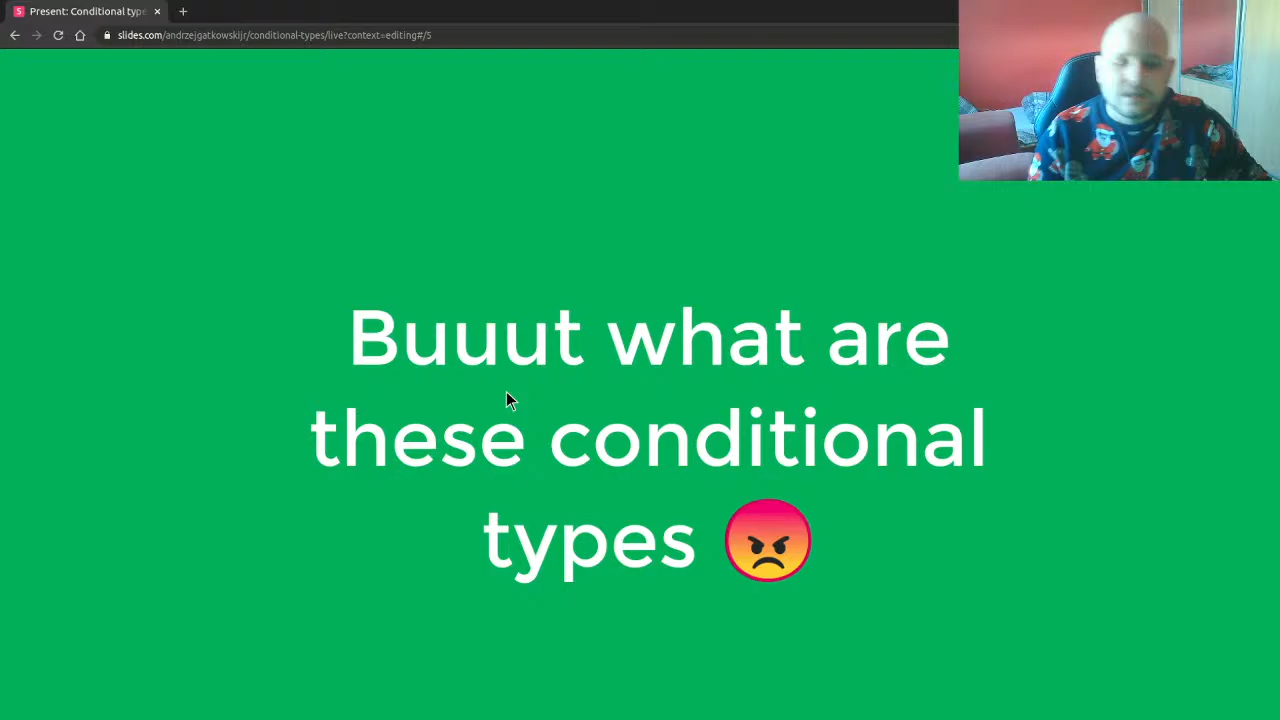 Present: Conditional type
slides.com/andrzejgatkowskijr/conditional-types/live?context=editing#/5
Buuut what are
these conditional
types 😡